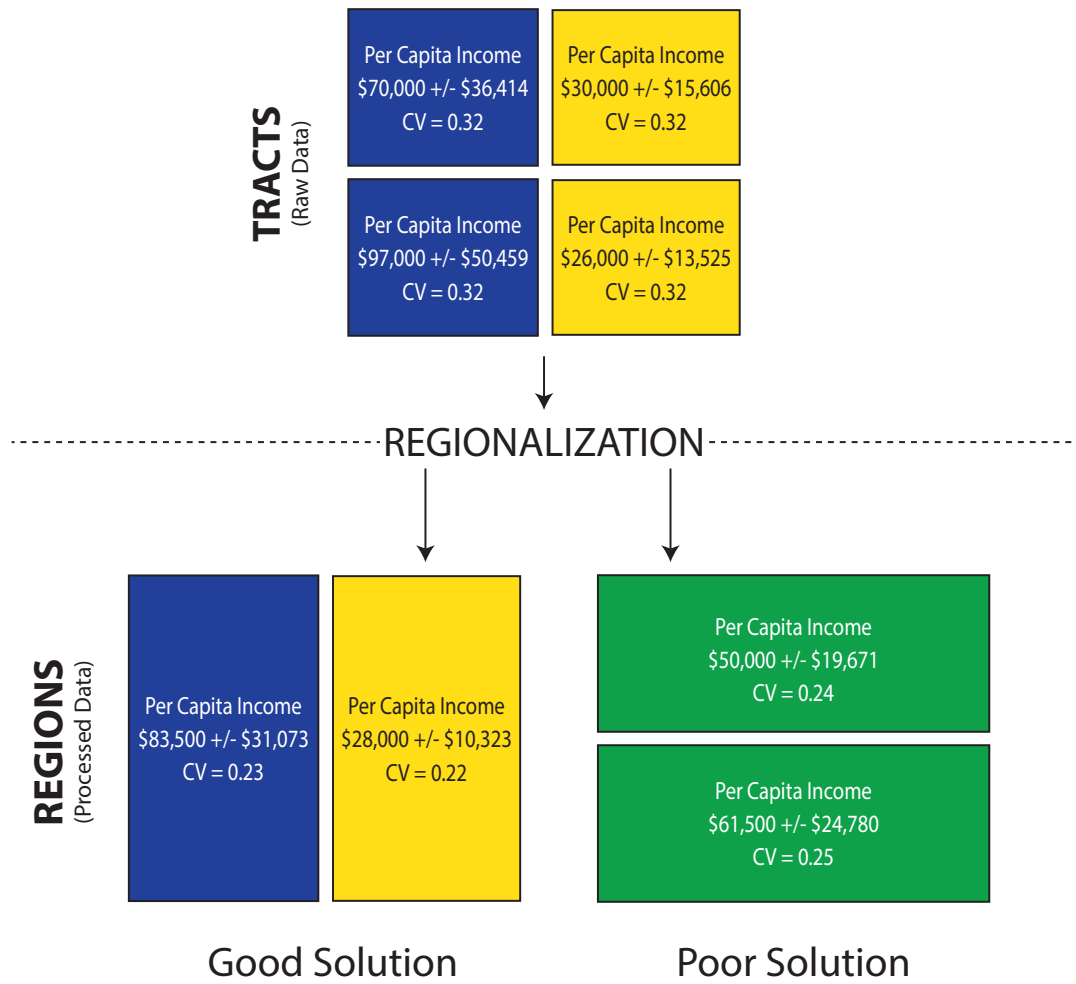 TRACTS
(Raw Data)
Per Capita Income
$70,000 +/- $36,414
CV = 0.32
Per Capita Income
$30,000 +/- $15,606
CV = 0.32
Per Capita Income
$97,000 +/- $50,459
CV = 0.32
Per Capita Income
$26,000 +/- $13,525
CV = 0.32
REGIONALIZATION
REGIONS
(Processed Data)
Per Capita Income
$83,500 +/- $31,073
CV = 0.23
Per Capita Income
$28,000 +/- $10,323
CV = 0.22
Per Capita Income
$50,000 +/- $19,671
CV = 0.24
Per Capita Income
$61,500 +/- $24,780
CV = 0.25
Good Solution
Poor Solution